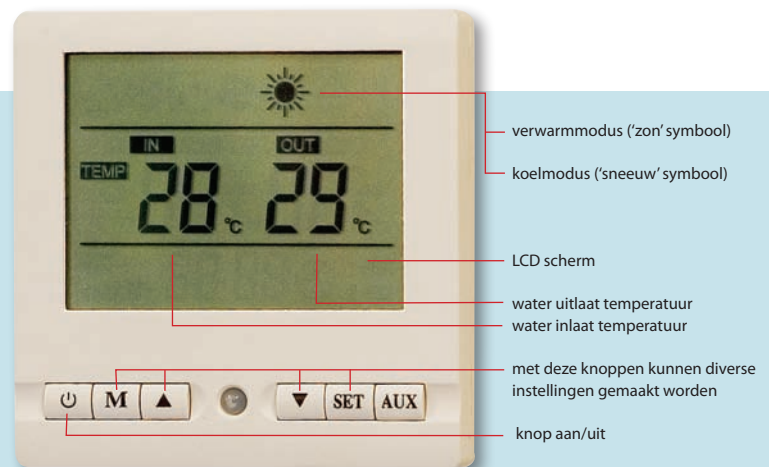 IN OUT
TEMP 28 °C 29 °C
M ▲ ▼ SET AUX
verwarmmodus (‘zon’ symbool)
koelmodus (‘sneeuw’ symbool)
LCD scherm
water uitlaat temperatuur
water inlaat temperatuur
met deze knoppen kunnen diverse
instellingen gemaakt worden
knop aan/uit